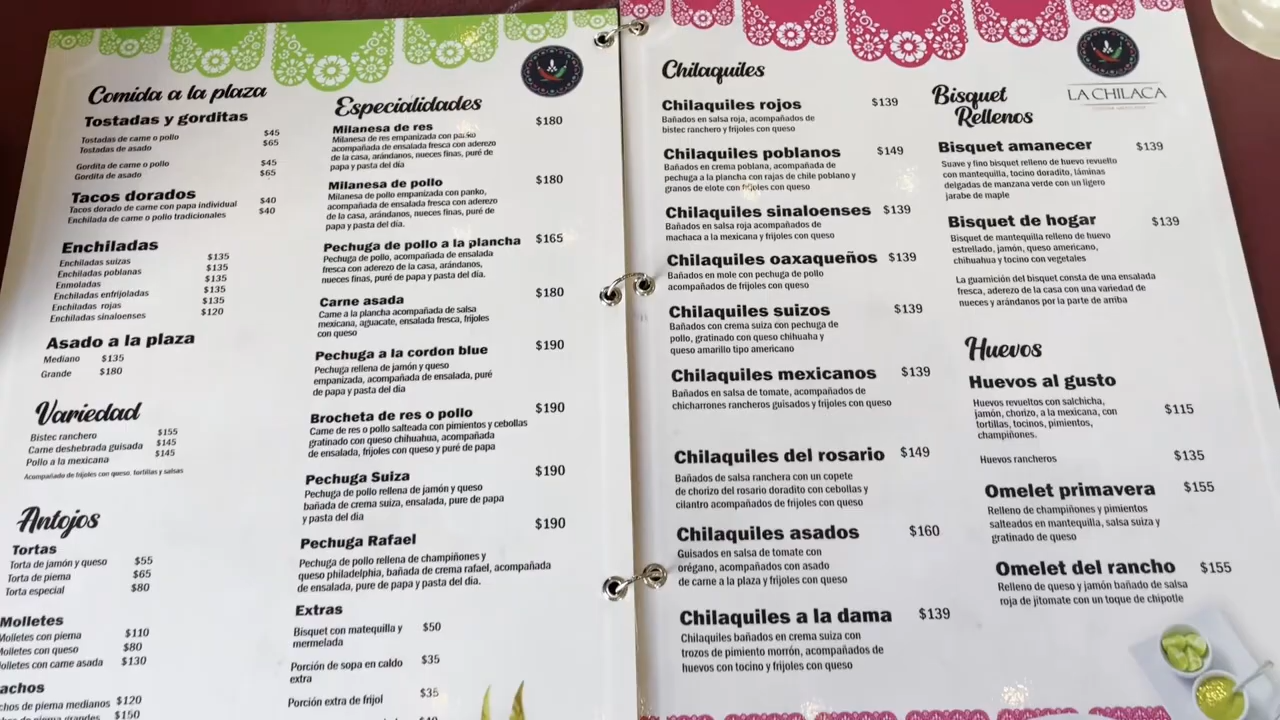 Comida a la plaza
Tostadas y gorditas
Tostadas de carne o pollo $45
Tostadas de asado $65
Gordita de carne o pollo $45
Gordita de asado $65
Tacos dorados
Tacos dorado de carne con papa individual $40
Enchilada de carne o pollo tradicionales $40
Enchiladas
Enchiladas suizas $135
Enchiladas poblanas $135
Enmoladas $135
Enchiladas enfrijoladas $135
Enchiladas rojas $135
Enchiladas sinaloenses $120
Asado a la plaza
Mediano $135
Grande $180
Variedad
Bistec ranchero $155
Carne deshebrada guisada $145
Pollo a la mexicana $145
Acompañado de frijoles con queso, tortillas y salsas
Antojos
Tortas
Torta de jamón y queso $55
Torta de pierna $65
Torta especial $80
Molletes
Molletes con pierna $110
Molletes con queso $80
Molletes con carne asada $130
achos
chos de pierna medianos $120
de pierna grandes $150
Especialidades
Milanesa de res $180
Milanesa de res empanizada con panko
acompañada de ensalada fresca con aderezo
de la casa, arándanos, nueces finas, puré de
papa y pasta del día
Milanesa de pollo $180
Milanesa de pollo empanizada con panko,
acompañada de ensalada fresca con aderezo
de la casa, arándanos, nueces finas, puré de
papa y pasta del día.
Pechuga de pollo a la plancha $165
Pechuga de pollo, acompañada de ensalada
fresca con aderezo de la casa, arándanos,
nueces finas, puré de papa y pasta del día.
Carne asada $180
Carne a la plancha acompañada de salsa
mexicana, aguacate, ensalada fresca, frijoles
con queso
Pechuga a la cordon blue $190
Pechuga rellena de jamón y queso
empanizada, acompañada de ensalada, puré
de papa y pasta del día
Brocheta de res o pollo $190
Carne de res o pollo salteada con pimientos y cebollas
gratinado con queso chihuahua, acompañada
de ensalada, frijoles con queso y puré de papa
Pechuga Suiza $190
Pechuga de pollo rellena de jamón y queso
bañada de crema suiza, ensalada, pure de papa
y pasta del día
Pechuga Rafael $190
Pechuga de pollo rellena de champiñones y
queso philadelphia, bañada de crema rafael, acompañada
de ensalada, pure de papa y pasta del día.
Extras
Bisquet con matequilla y $50
mermelada
Porción de sopa en caldo $35
extra
Porción extra de frijol $35
Chilaquiles
Chilaquiles rojos $139
Bañados en salsa roja, acompañados de
bistec ranchero y frijoles con queso
Chilaquiles poblanos $149
Bañados en crema poblana, acompañada de
pechuga a la plancha con rajas de chile poblano y
granos de elote con frijoles con queso
Chilaquiles sinaloenses $139
Bañados en salsa roja acompañados de
machaca a la mexicana y frijoles con queso
Chilaquiles oaxaqueños $139
Bañados en mole con pechuga de pollo
acompañados de frijoles con queso
Chilaquiles suizos $139
Bañados con crema suiza con pechuga de
pollo, gratinado con queso chihuaha y
queso amarillo tipo americano
Chilaquiles mexicanos $139
Bañados en salsa de tomate, acompañados de
chicharrones rancheros guisados y frijoles con queso
Chilaquiles del rosario $149
Bañados de salsa ranchera con un copete
de chorizo del rosario doradito con cebollas y
cilantro acompañados de frijoles con queso
Chilaquiles asados $160
Guisados en salsa de tomate con
orégano, acompañados con asado
de carne a la plaza y frijoles con queso
Chilaquiles a la dama $139
Chilaquiles bañados en crema suiza con
trozos de pimiento morrón, acompañados de
huevos con tocino y frijoles con queso
LA CHILACA
Bisquet
Rellenos
Bisquet amanecer $139
Suave y fino bisquet relleno de huevo revuelto
con mantequilla, tocino doradito, láminas
delgadas de manzana verde con un ligero
jarabe de maple
Bisquet de hogar $139
Bisquet de mantequilla relleno de huevo
estrellado, jamón, queso americano,
chihuahua y tocino con vegetales
La guarnición del bisquet consta de una ensalada
fresca, aderezo de la casa con una variedad de
nueces y arándanos por la parte de arriba
Huevos
Huevos al gusto
Huevos revueltos con salchicha, $115
jamón, chorizo, a la mexicana, con
tortillas, tocinos, pimientos,
champiñones.
Huevos rancheros $135
Omelet primavera $155
Relleno de champiñones y pimientos
salteados en mantequilla, salsa suiza y
gratinado de queso
Omelet del rancho $155
Relleno de queso y jamón bañado de salsa
roja de jitomate con un toque de chipotle